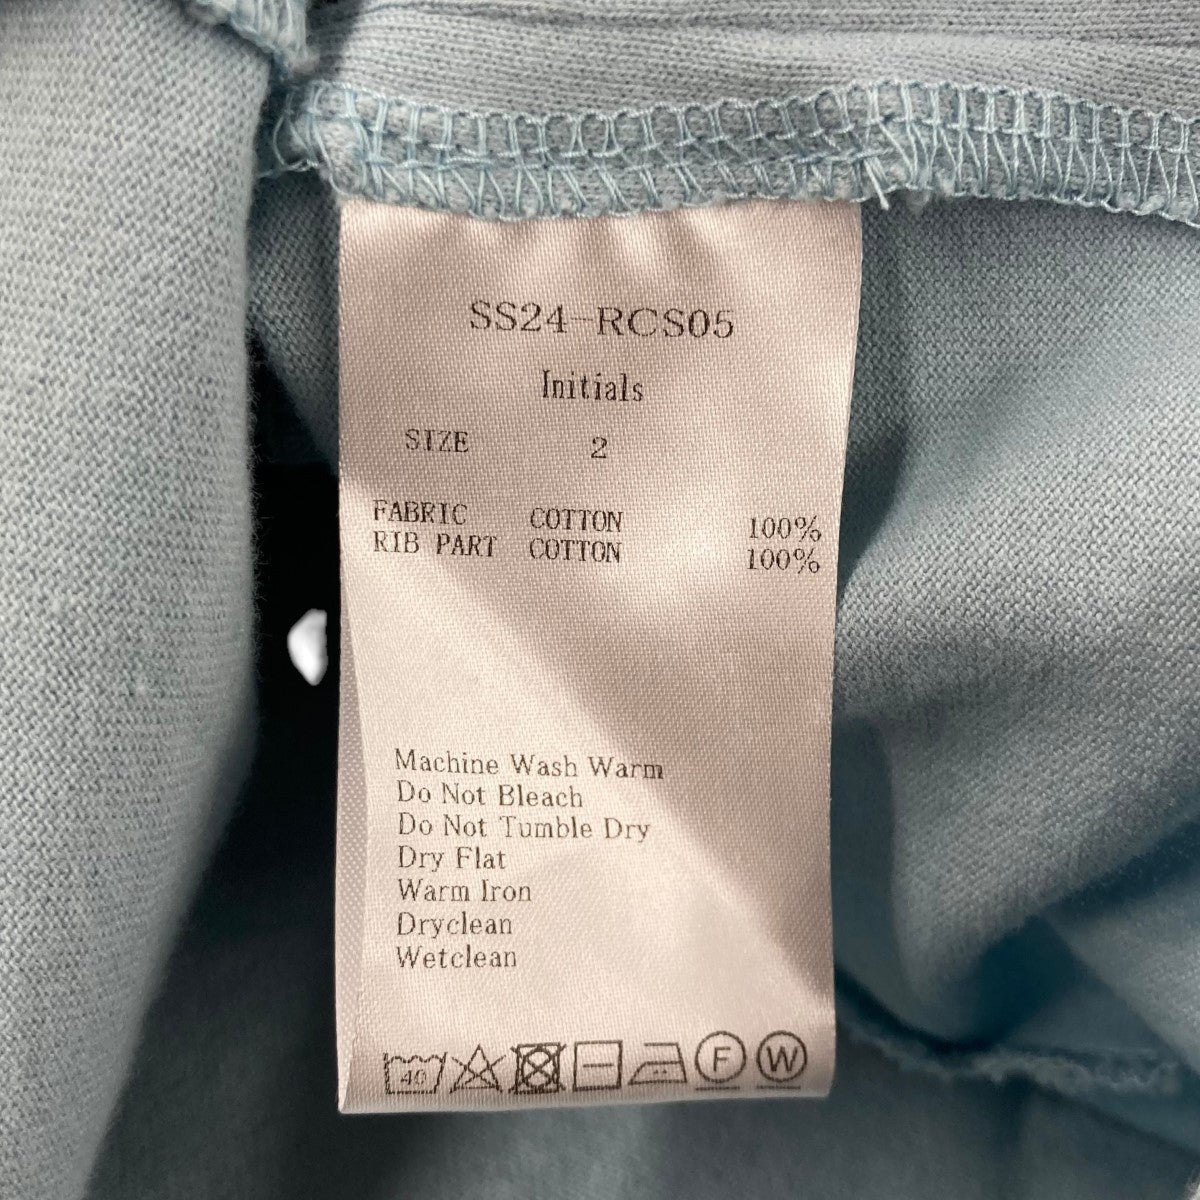 SS24-RCS05
Initials
SIZE 2
FABRIC COTTON 100%
RIB PART COTTON 100%
Machine Wash Warm
Do Not Bleach
Do Not Tumble Dry
Dry Flat
Warm Iron
Dryclean
Wetclean
40 F W